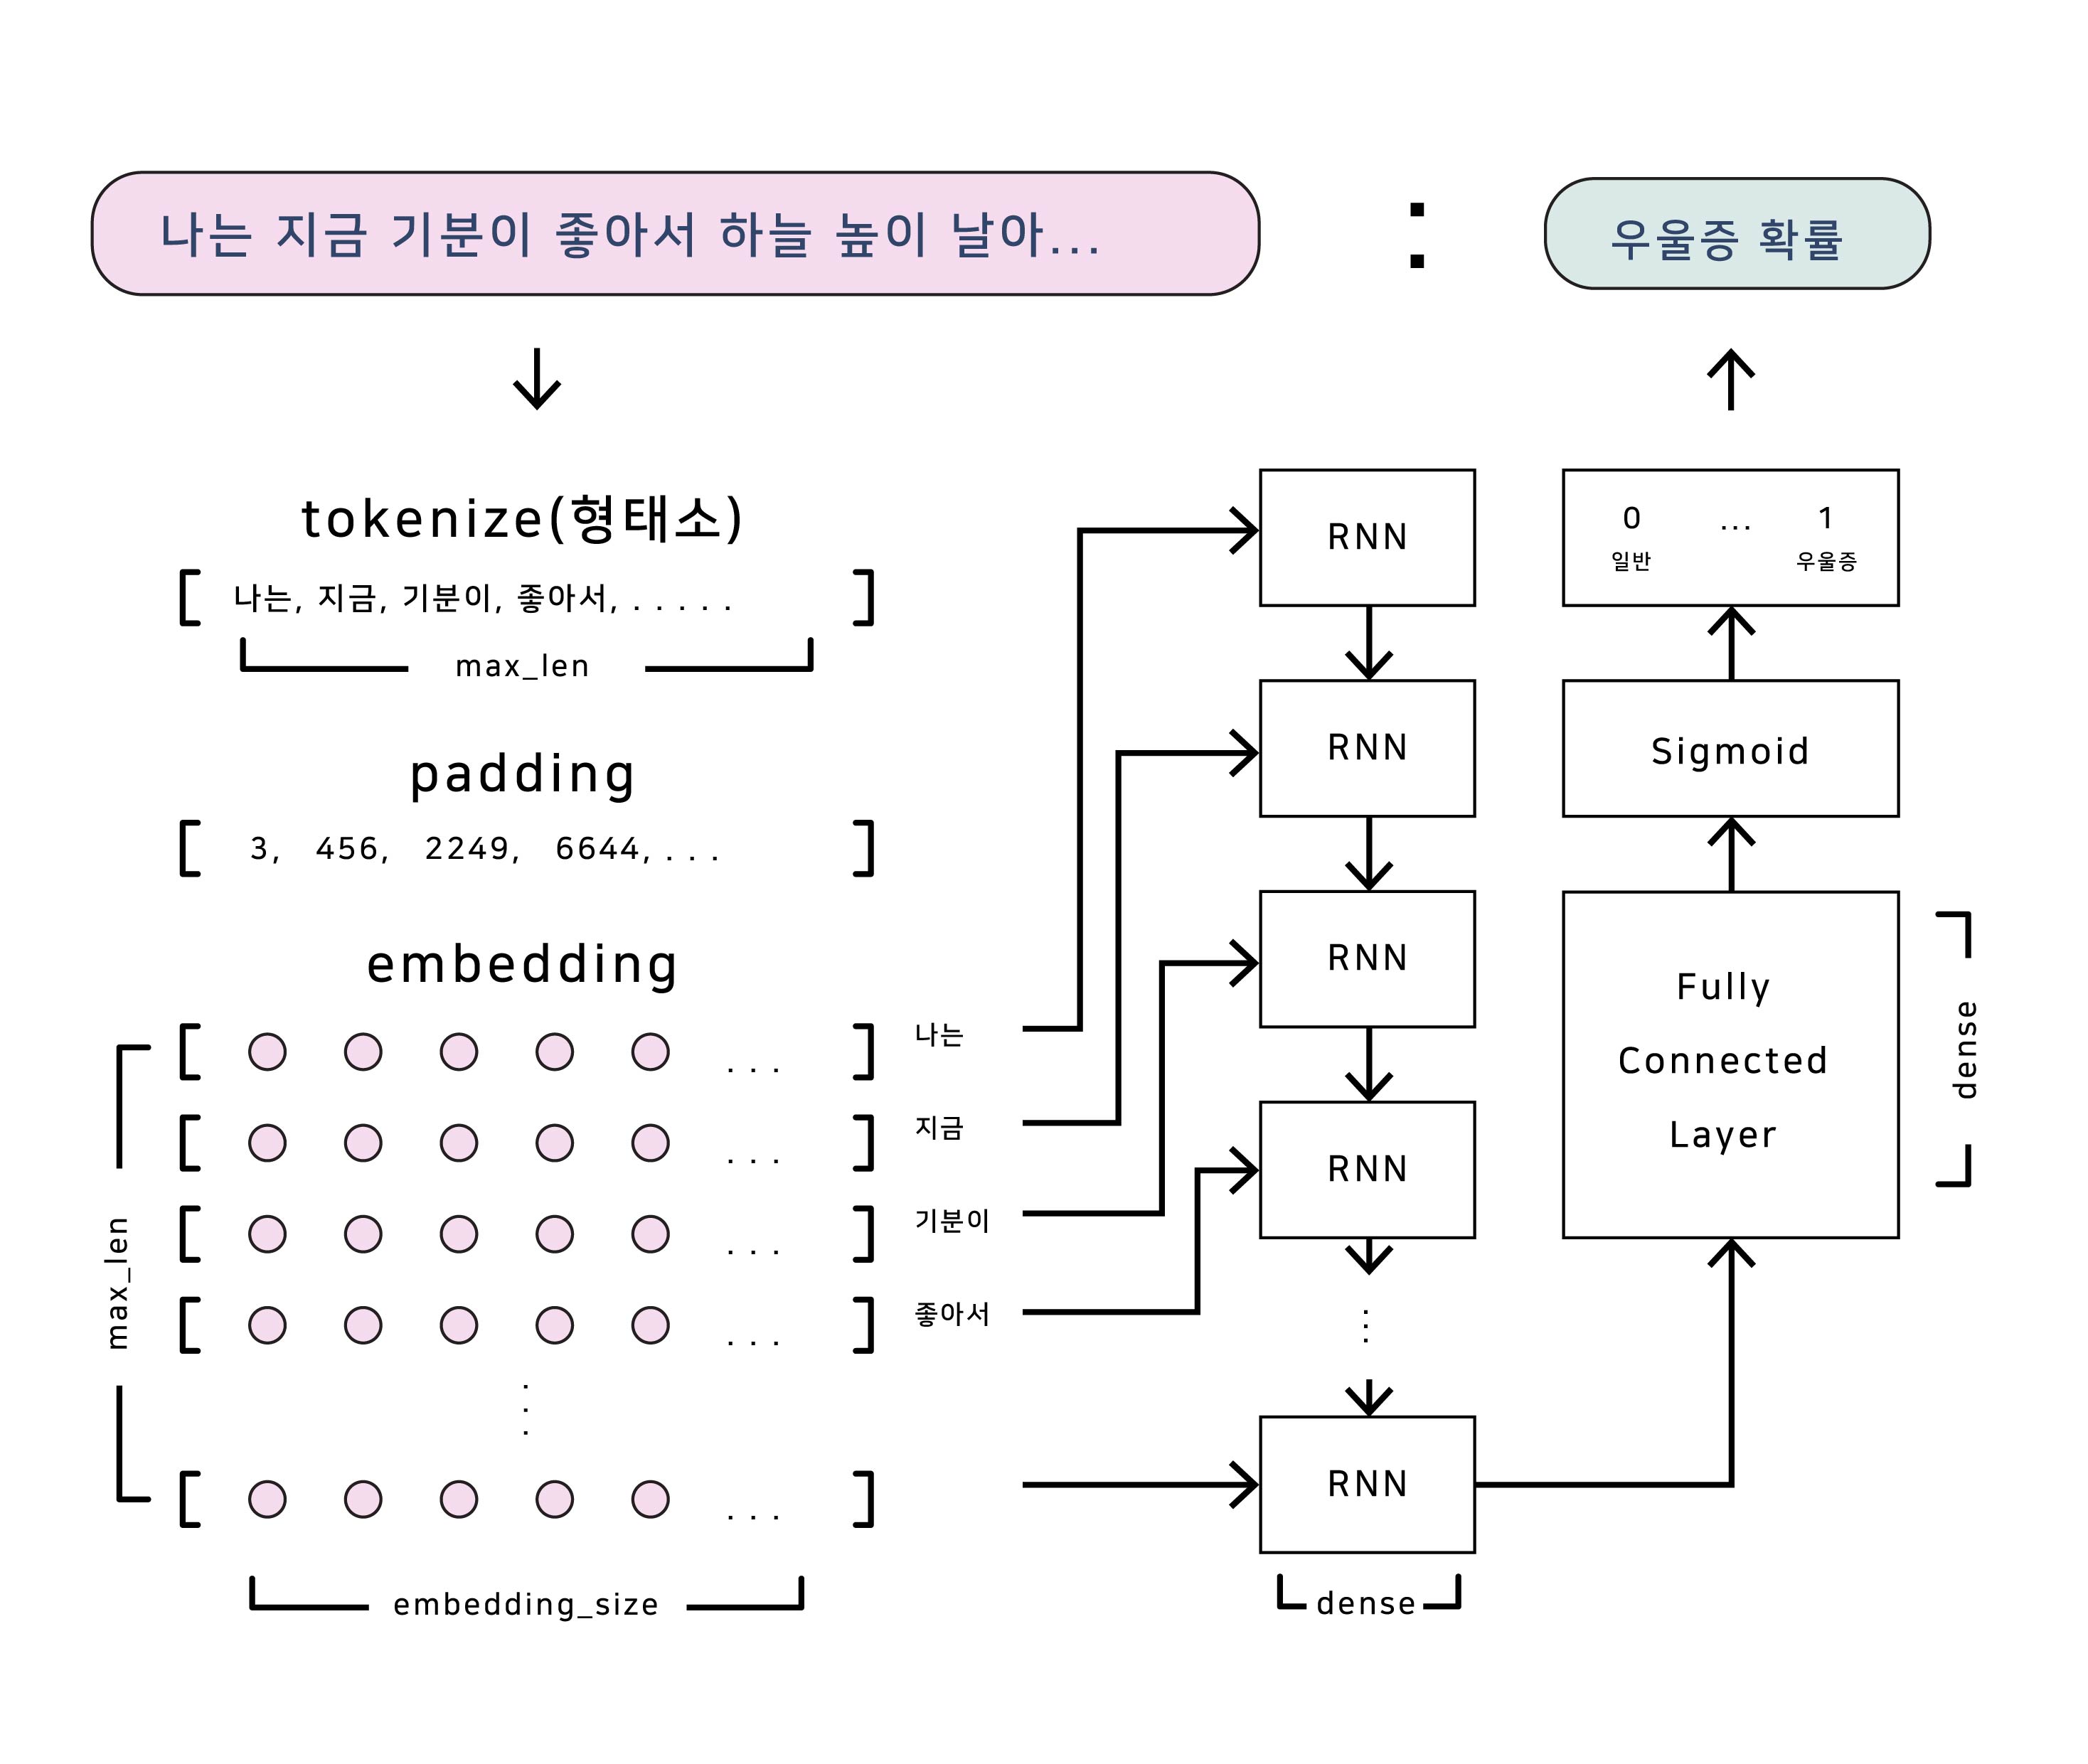 나는 지금 기분이 좋아서 하늘 높이 날아...
:
우울증 확률
tokenize(형태소)
[ 나는, 지금, 기분이, 좋아서, . . . . . ]
max_len
padding
[ 3, 456, 2249, 6644, . . . ]
embedding
[ . . . ] 나는
[ . . . ] 지금
[ . . . ] 기분이
[ . . . ] 좋아서
. . .
[ . . . ]
max_len
embedding_size
RNN
RNN
RNN
RNN
...
RNN
dense
0 ... 1
일반 우울증
Sigmoid
Fully
Connected
Layer
dense